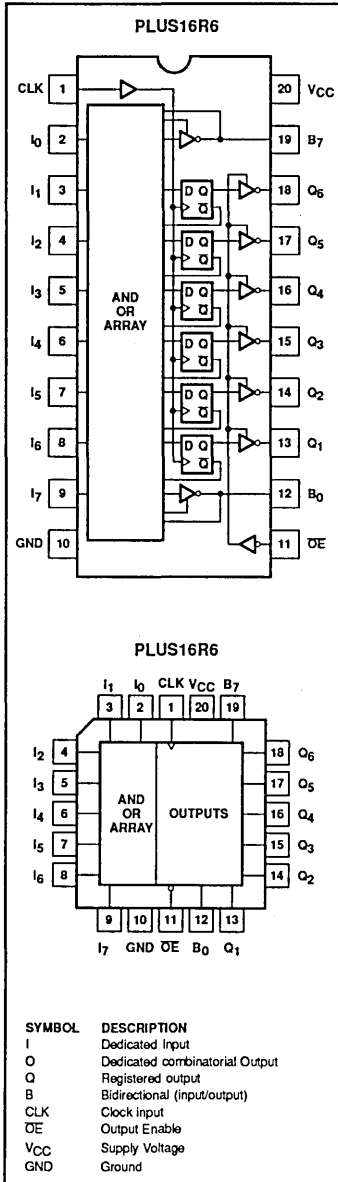 PLUS16R6
CLK 1 20 VCC
I0 2 19 B7
I1 3 D Q Q̅ 18 Q6
I2 4 D Q Q̅ 17 Q5
I3 5 D Q Q̅ 16 Q4
AND
OR
ARRAY
I4 6 D Q Q̅ 15 Q3
I5 7 D Q Q̅ 14 Q2
I6 8 D Q Q̅ 13 Q1
I7 9 12 B0
GND 10 11 O̅E̅
PLUS16R6
I1 I0 CLK VCC B7
3 2 1 20 19
I2 4 18 Q6
I3 5 17 Q5
I4 6 AND OR ARRAY OUTPUTS 16 Q4
I5 7 15 Q3
I6 8 14 Q2
9 10 11 12 13
I7 GND O̅E̅ B0 Q1
SYMBOL DESCRIPTION
I Dedicated Input
O Dedicated combinatorial Output
Q Registered output
B Bidirectional (input/output)
CLK Clock input
O̅E̅ Output Enable
VCC Supply Voltage
GND Ground